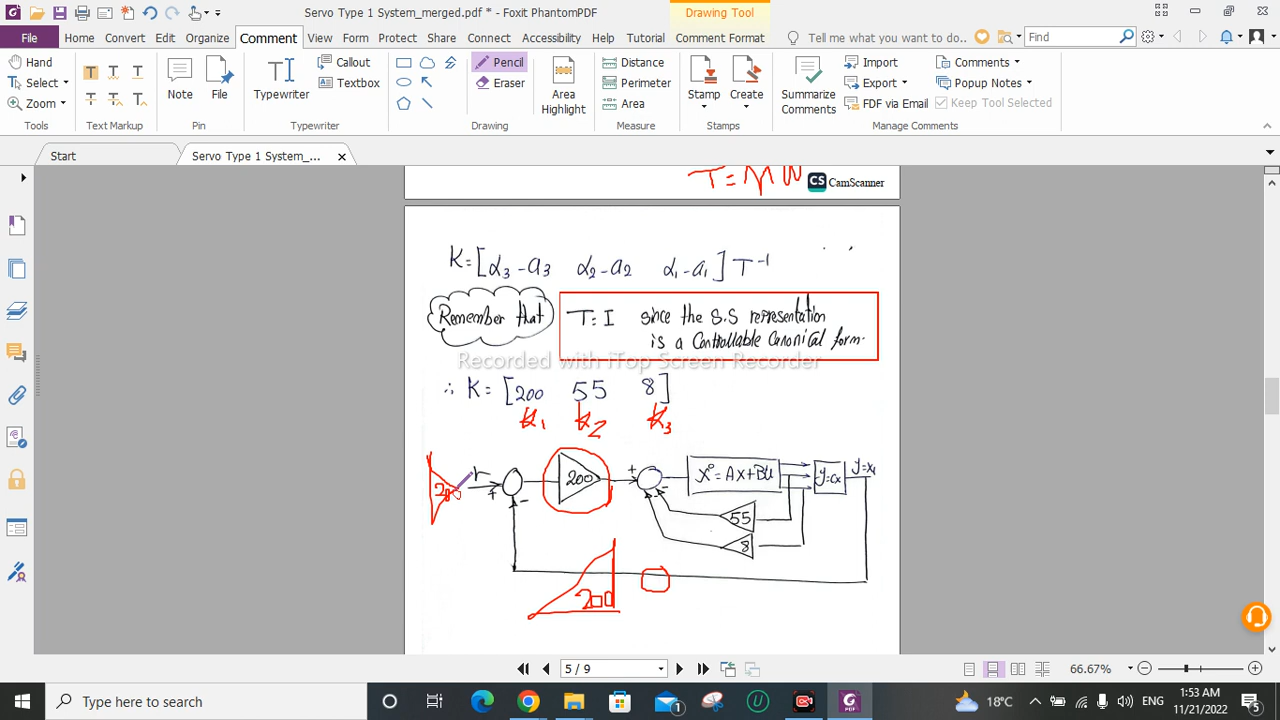 Servo Type 1 System_merged.pdf * - Foxit PhantomPDF
Drawing Tool
File Home Convert Edit Organize Comment View Form Protect Share Connect Accessibility Help Tutorial Comment Format Tell me what you want to do.. Find
Hand
Select
Zoom
Tools
Text Markup
Note
File
Pin
Typewriter
Callout
Textbox
Typewriter
Pencil
Eraser
Drawing
Area Highlight
Distance
Perimeter
Area
Measure
Stamp
Create
Stamps
Summarize Comments
Import
Export
FDF via Email
Comments
Popup Notes
Keep Tool Selected
Manage Comments
Start
Servo Type 1 System_...
T = M W
CS CamScanner
K = [α₃-a₃ α₂-a₂ α₁-a₁] T⁻¹
Remember that
T = I since the S.S representation
is a Controllable Canonical form.
Recorded with iTop Screen Recorder
∴ K = [200 55 8]
k₁ k₂ k₃
r
+
-
200
+
-
-
x° = Ax+Bu
y=cx
y=x₁
55
8
200
5 / 9
66.67%
Type here to search
1
18°C
ENG
1:53 AM
11/21/2022
5